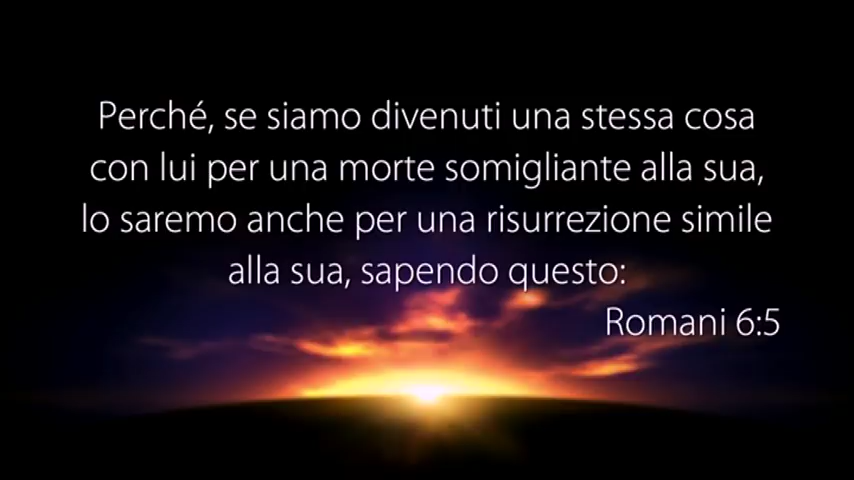 Perché, se siamo divenuti una stessa cosa
con lui per una morte somigliante alla sua,
lo saremo anche per una risurrezione simile
alla sua, sapendo questo:
Romani 6:5